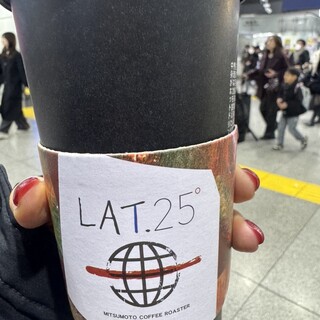 LAT.25°
MITSUMOTO COFFEE ROASTER